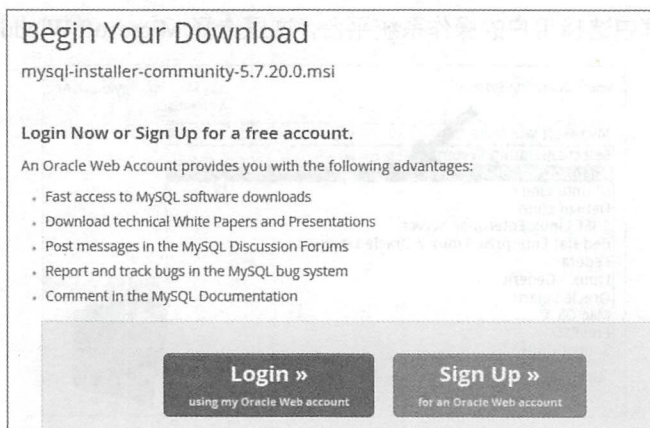 Begin Your Download
mysql-installer-community-5.7.20.0.msi
Login Now or Sign Up for a free account.
An Oracle Web Account provides you with the following advantages:
Fast access to MySQL software downloads
Download technical White Papers and Presentations
Post messages in the MySQL Discussion Forums
Report and track bugs in the MySQL bug system
Comment in the MySQL Documentation
Login »
using my Oracle Web account
Sign Up »
for an Oracle Web account